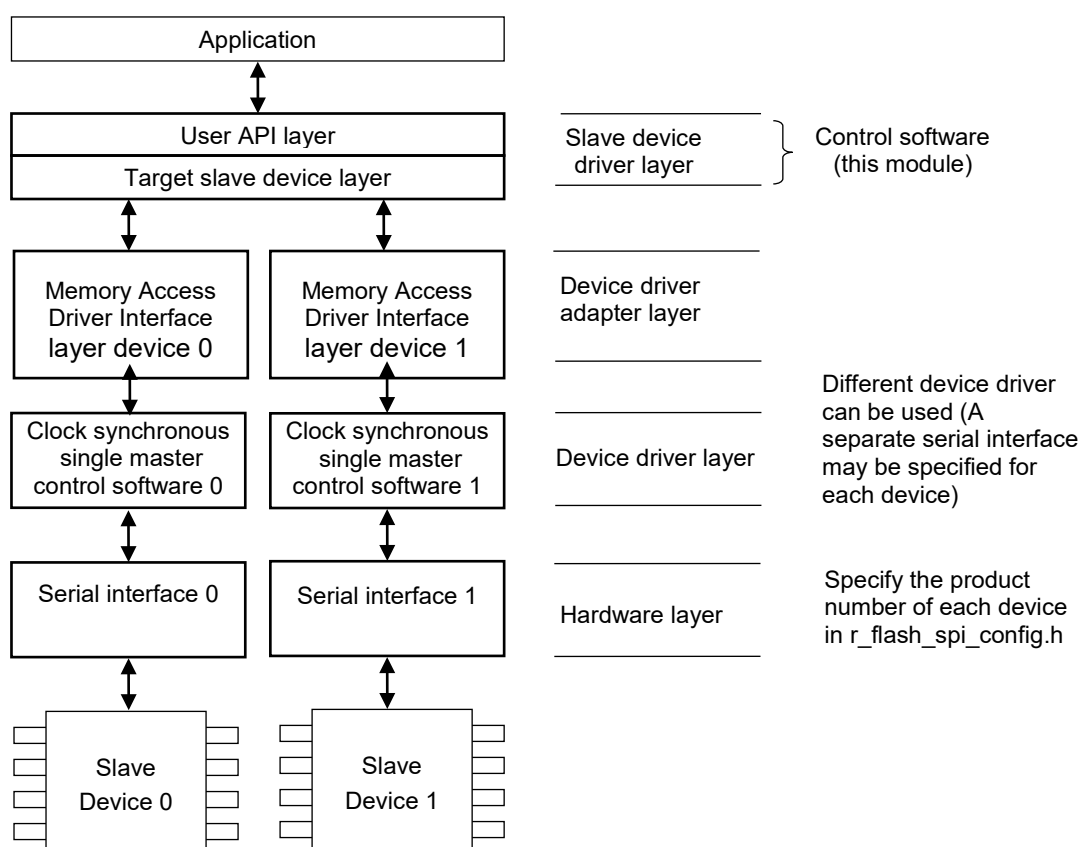 Application
User API layer
Target slave device layer
Slave device
driver layer
Control software
(this module)
Memory Access
Driver Interface
layer device 0
Memory Access
Driver Interface
layer device 1
Device driver
adapter layer
Clock synchronous
single master
control software 0
Clock synchronous
single master
control software 1
Device driver layer
Different device driver
can be used (A
separate serial interface
may be specified for
each device)
Serial interface 0
Serial interface 1
Hardware layer
Specify the product
number of each device
in r_flash_spi_config.h
Slave
Device 0
Slave
Device 1